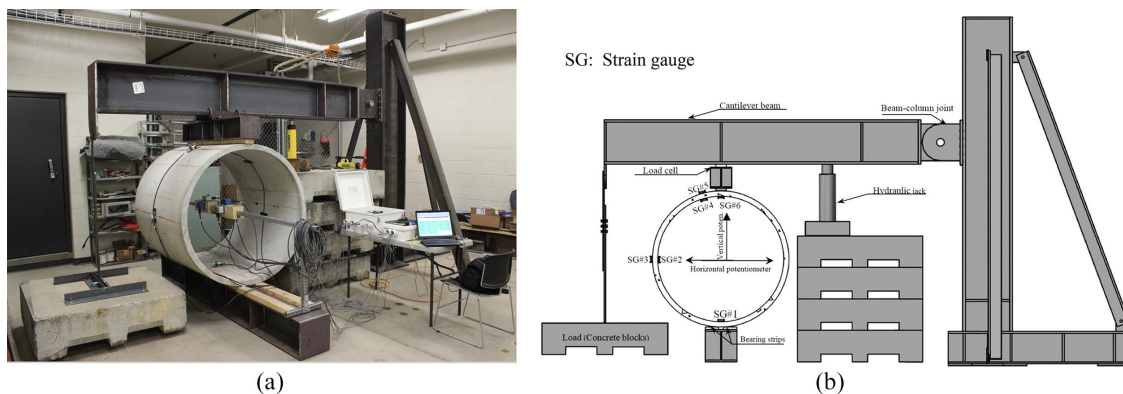 SG: Strain gauge
Cantilever beam
Beam-column joint
Load cell
Hydraulic jack
SG#5
SG#4
SG#6
Vertical poten.
SG#3
SG#2
Horizontal potentiometer
SG#1
Load (Concrete blocks)
Bearing strips
(a)
(b)